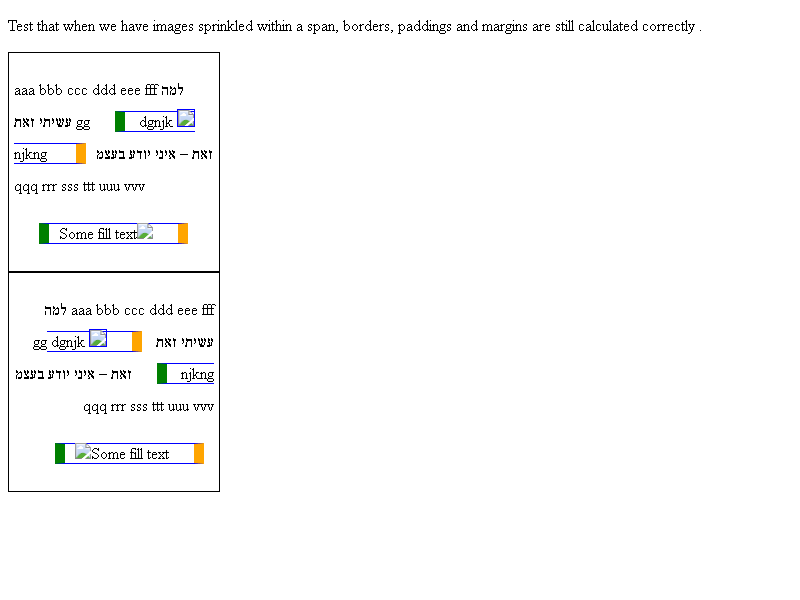 Test that when we have images sprinkled within a span, borders, paddings and margins are still calculated correctly .
aaa bbb ccc ddd eee fff למה
עשיתי זאת gg dgnjk
njkng זאת – איני יודע בעצמ
qqq rrr sss ttt uuu vvv
Some fill text
למה aaa bbb ccc ddd eee fff
gg dgnjk עשיתי זאת
זאת – איני יודע בעצמ njkng
qqq rrr sss ttt uuu vvv
Some fill text